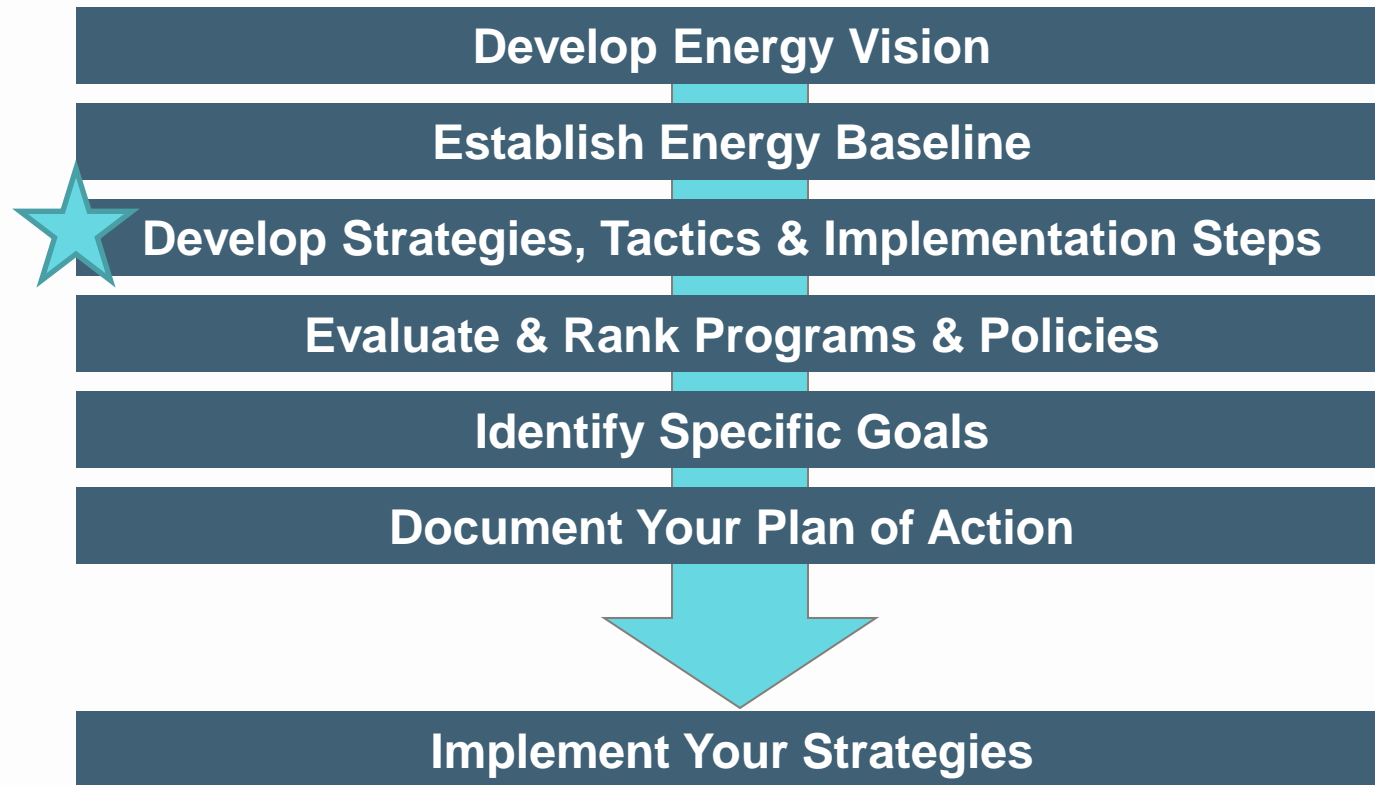 Develop Energy Vision
Establish Energy Baseline
Develop Strategies, Tactics & Implementation Steps
Evaluate & Rank Programs & Policies
Identify Specific Goals
Document Your Plan of Action
Implement Your Strategies